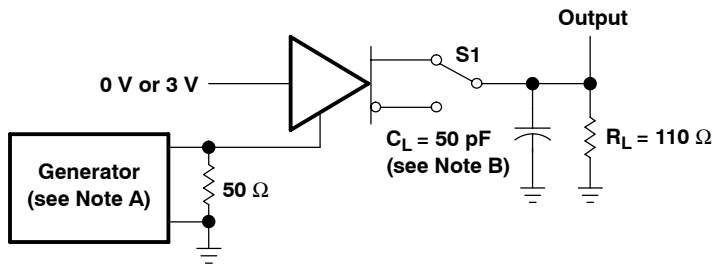 Output
S1
0 V or 3 V
C_L = 50 pF
(see Note B)
R_L = 110 Ω
Generator
(see Note A)
50 Ω